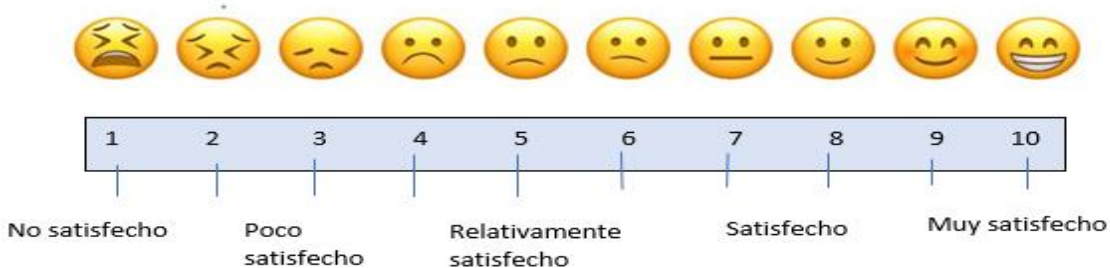 1 2 3 4 5 6 7 8 9 10
No satisfecho
Poco
satisfecho
Relativamente
satisfecho
Satisfecho
Muy satisfecho